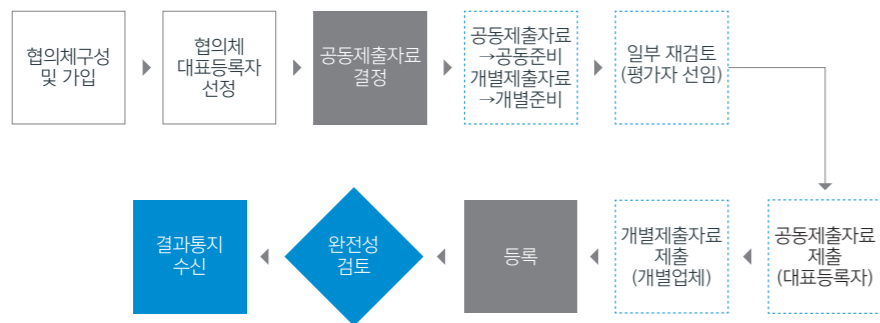 협의체구성
및 가입
협의체
대표등록자
선정
공동제출자료
결정
공동제출자료
→공동준비
개별제출자료
→개별준비
일부 재검토
(평가자 선임)
공동제출자료
제출
(대표등록자)
개별제출자료
제출
(개별업체)
등록
완전성
검토
결과통지
수신